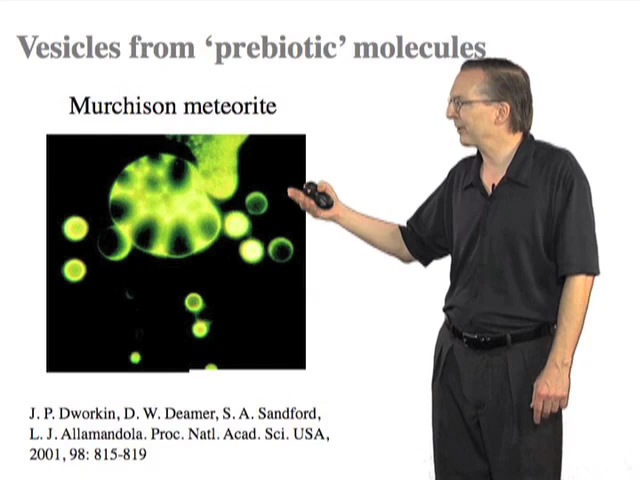 Vesicles from ‘prebiotic’ molecules
Murchison meteorite
J. P. Dworkin, D. W. Deamer, S. A. Sandford,
L. J. Allamandola. Proc. Natl. Acad. Sci. USA,
2001, 98: 815-819